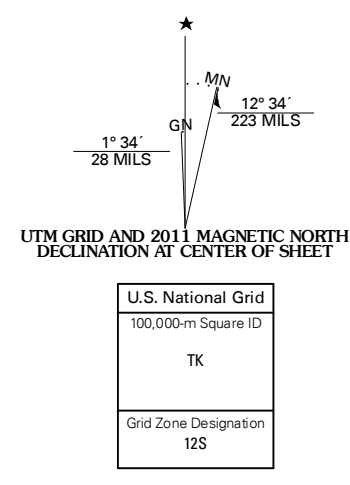 ★
MN
GN
12° 34´
223 MILS
1° 34´
28 MILS
UTM GRID AND 2011 MAGNETIC NORTH
DECLINATION AT CENTER OF SHEET
U.S. National Grid
100,000-m Square ID
TK
Grid Zone Designation
12S